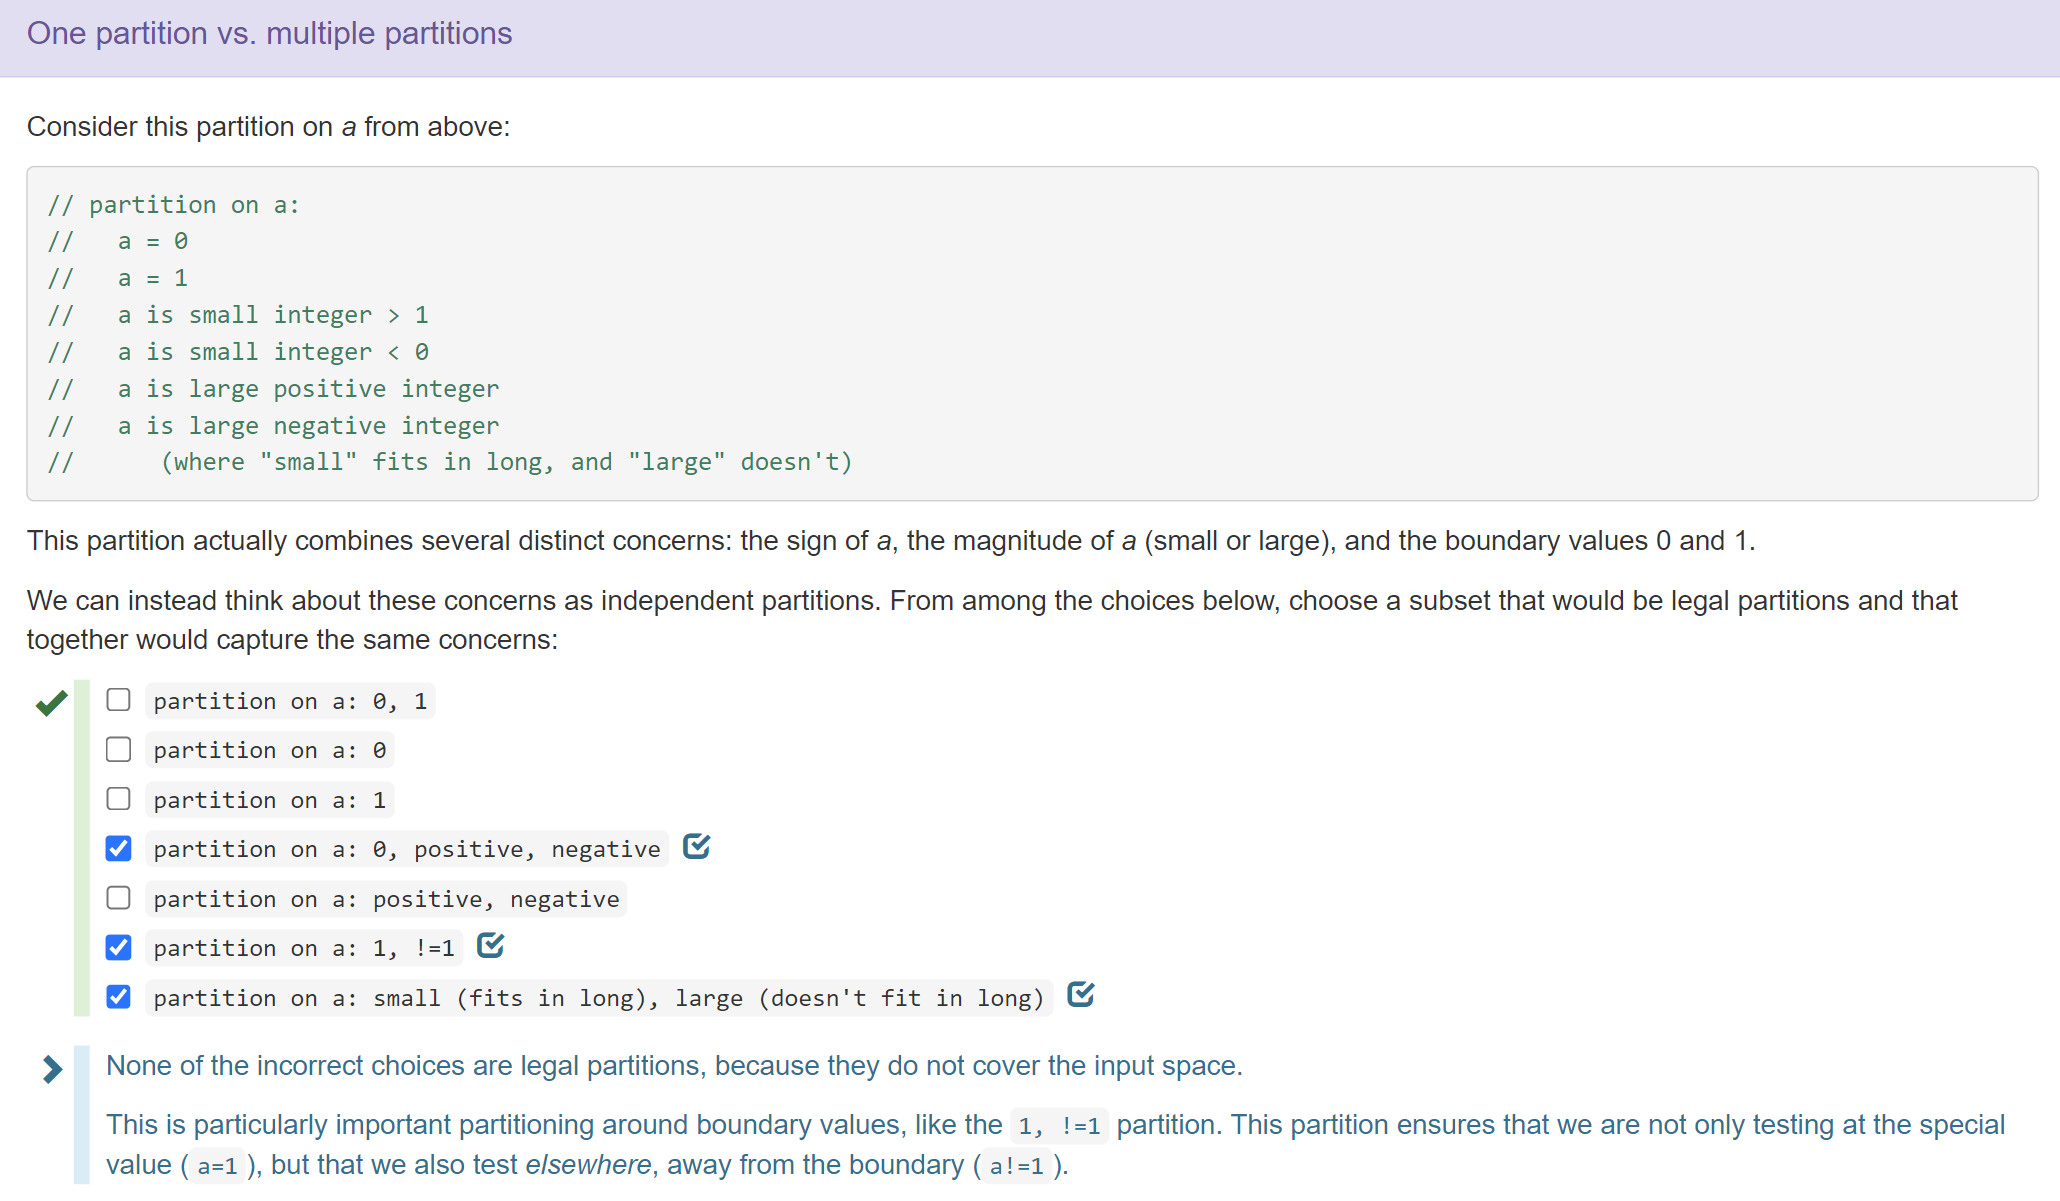 One partition vs. multiple partitions
Consider this partition on a from above:
// partition on a:
//   a = 0
//   a = 1
//   a is small integer > 1
//   a is small integer < 0
//   a is large positive integer
//   a is large negative integer
//      (where "small" fits in long, and "large" doesn't)
This partition actually combines several distinct concerns: the sign of a, the magnitude of a (small or large), and the boundary values 0 and 1.
We can instead think about these concerns as independent partitions. From among the choices below, choose a subset that would be legal partitions and that
together would capture the same concerns:
partition on a: 0, 1
partition on a: 0
partition on a: 1
partition on a: 0, positive, negative
partition on a: positive, negative
partition on a: 1, !=1
partition on a: small (fits in long), large (doesn't fit in long)
None of the incorrect choices are legal partitions, because they do not cover the input space.
This is particularly important partitioning around boundary values, like the 1, !=1 partition. This partition ensures that we are not only testing at the special
value ( a=1 ), but that we also test elsewhere, away from the boundary ( a!=1 ).